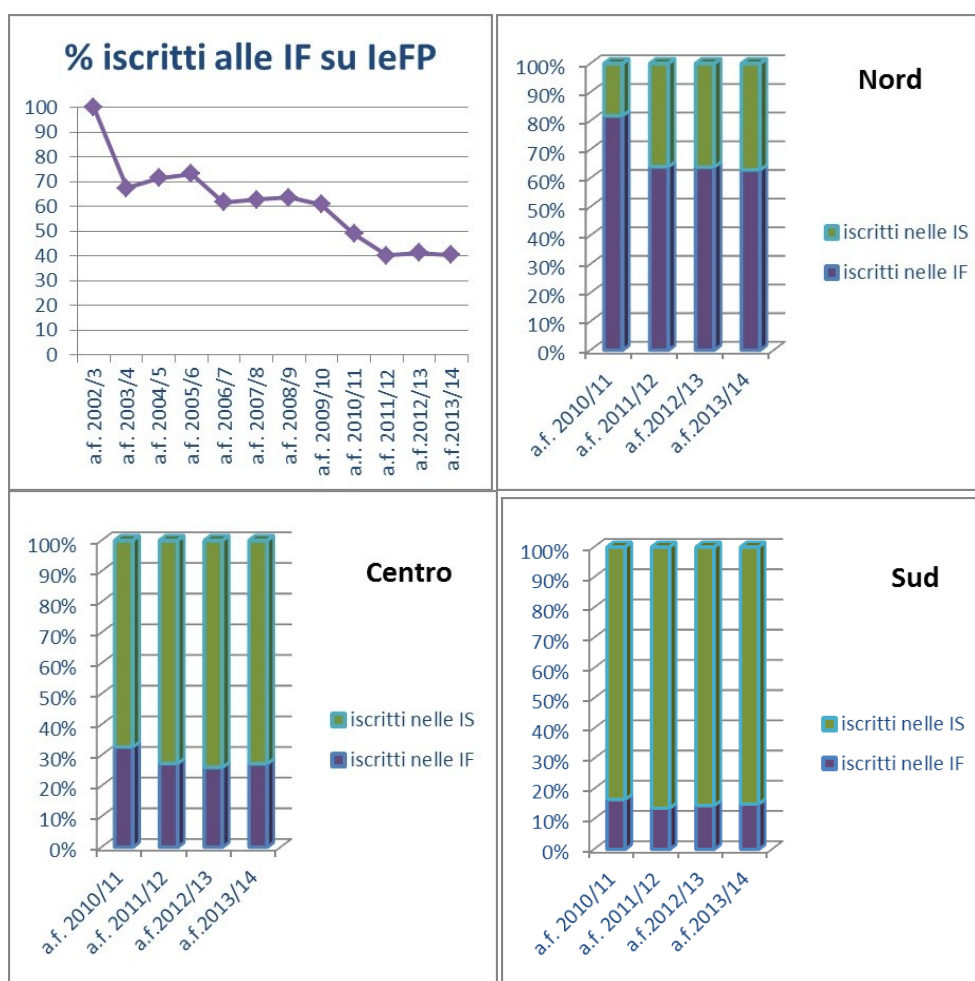 % iscritti alle IF su IeFP
100
90
80
70
60
50
40
30
20
10
0
a.f. 2002/3
a.f. 2003/4
a.f. 2004/5
a.f. 2005/6
a.f. 2006/7
a.f. 2007/8
a.f. 2008/9
a.f. 2009/10
a.f. 2010/11
a.f. 2011/12
a.f.2012/13
a.f.2013/14
Nord
100%
90%
80%
70%
60%
50%
40%
30%
20%
10%
0%
iscritti nelle IS
iscritti nelle IF
a.f. 2010/11
a.f. 2011/12
a.f.2012/13
a.f.2013/14
Centro
100%
90%
80%
70%
60%
50%
40%
30%
20%
10%
0%
iscritti nelle IS
iscritti nelle IF
a.f. 2010/11
a.f. 2011/12
a.f.2012/13
a.f.2013/14
Sud
100%
90%
80%
70%
60%
50%
40%
30%
20%
10%
0%
iscritti nelle IS
iscritti nelle IF
a.f. 2010/11
a.f. 2011/12
a.f.2012/13
a.f.2013/14